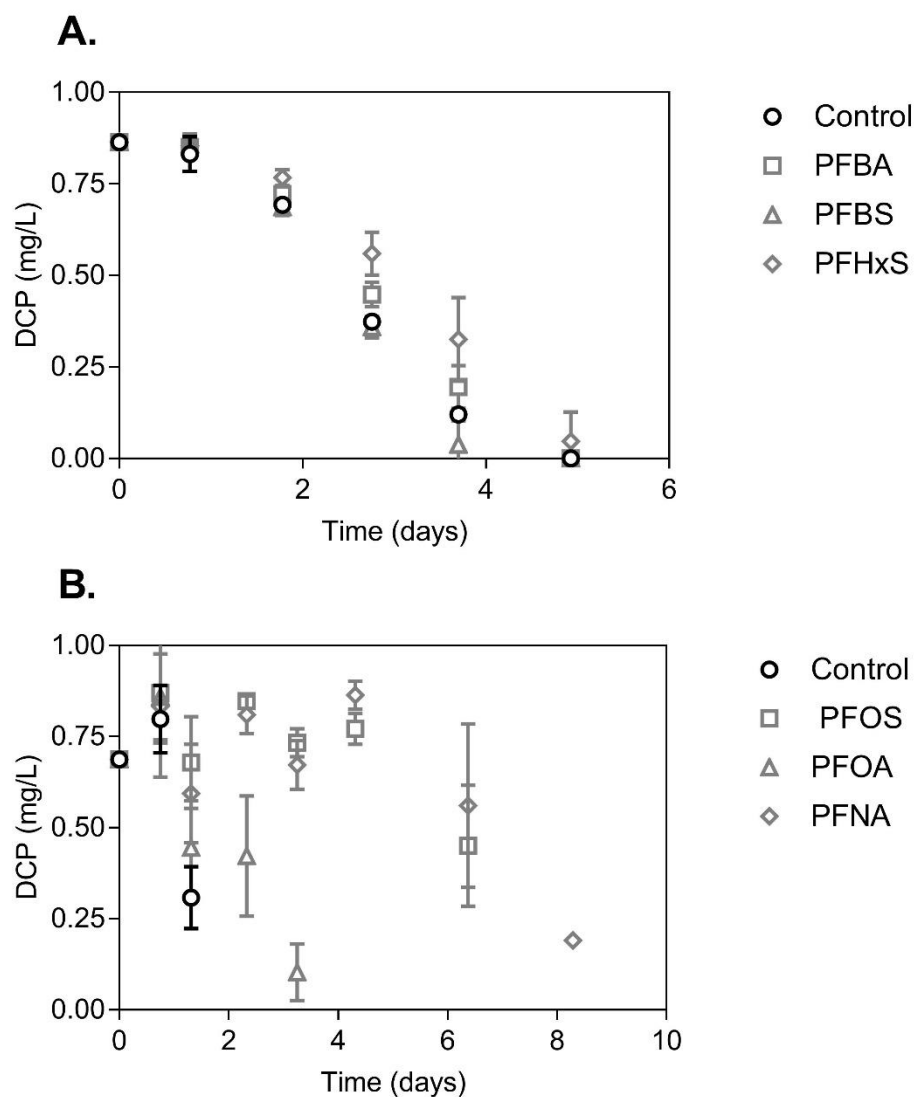 A.
1.00
0.75
0.50
0.25
0.00
DCP (mg/L)
0 2 4 6
Time (days)
Control
PFBA
PFBS
PFHxS
B.
1.00
0.75
0.50
0.25
0.00
DCP (mg/L)
0 2 4 6 8 10
Time (days)
Control
PFOS
PFOA
PFNA